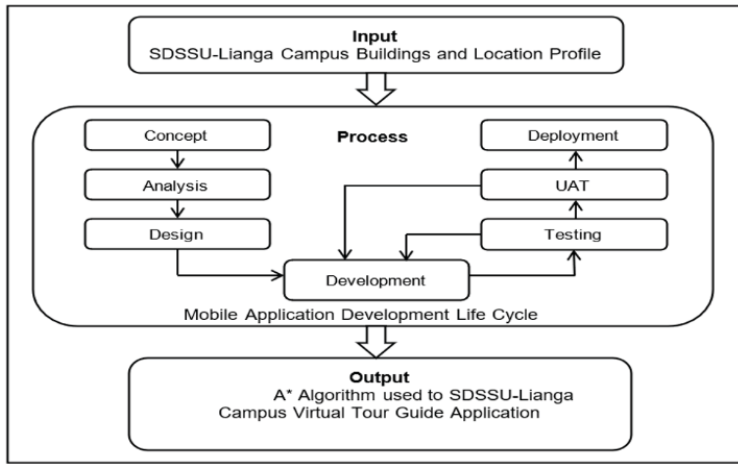 Input
SDSSU-Lianga Campus Buildings and Location Profile
Process
Concept
Analysis
Design
Development
Testing
UAT
Deployment
Mobile Application Development Life Cycle
Output
A* Algorithm used to SDSSU-Lianga
Campus Virtual Tour Guide Application